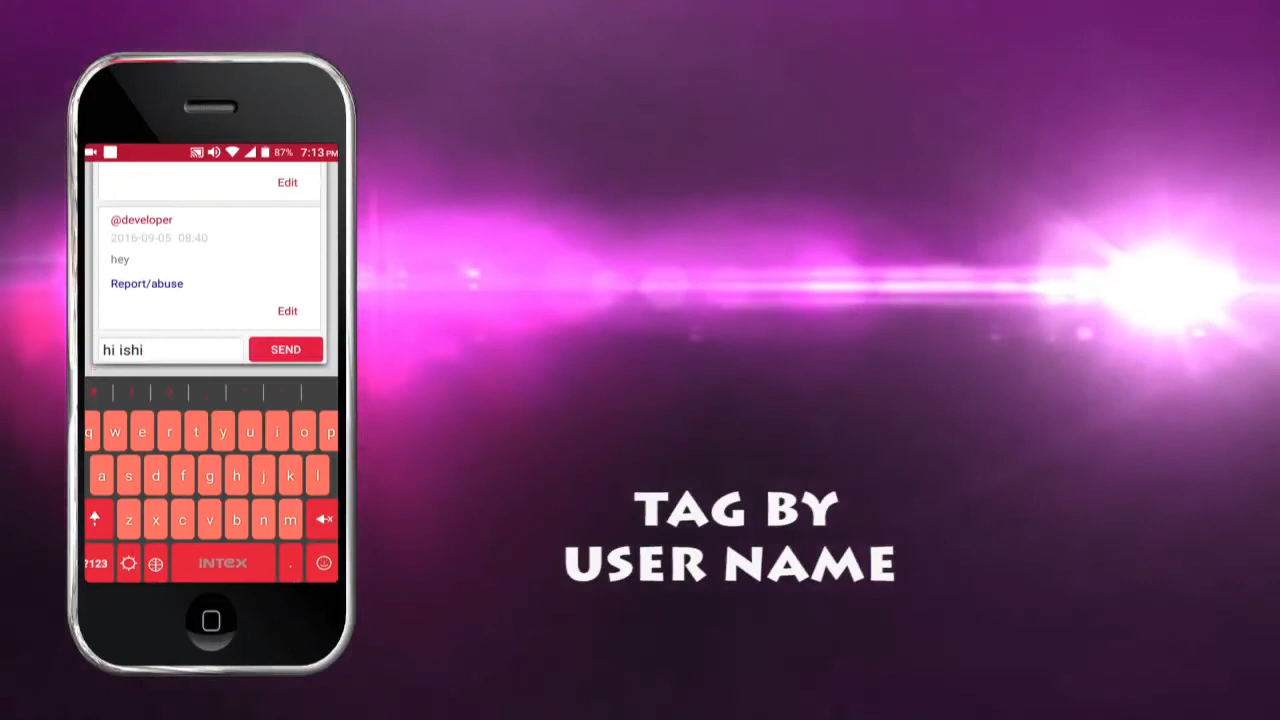 87% 7:13 PM
Edit
@developer
2016-09-05 08:40
hey
Report/abuse
Edit
hi ishi
SEND
q w e r t y u i o p
a s d f g h j k l
z x c v b n m
?123 INTEX .
TAG BY
USER NAME